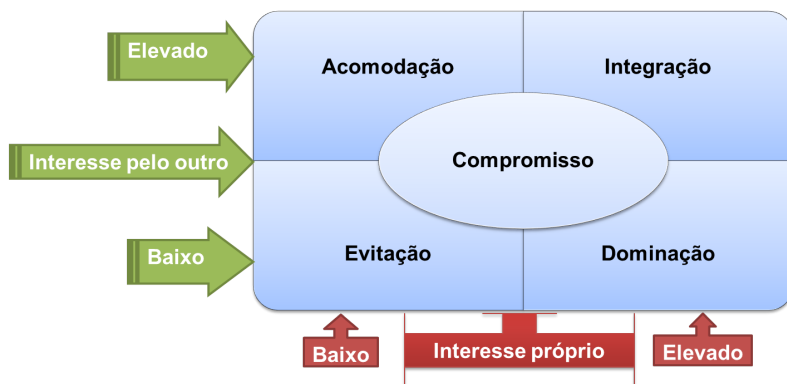 Elevado
Acomodação
Integração
Interesse pelo outro
Compromisso
Baixo
Evitação
Dominação
Baixo
Interesse próprio
Elevado